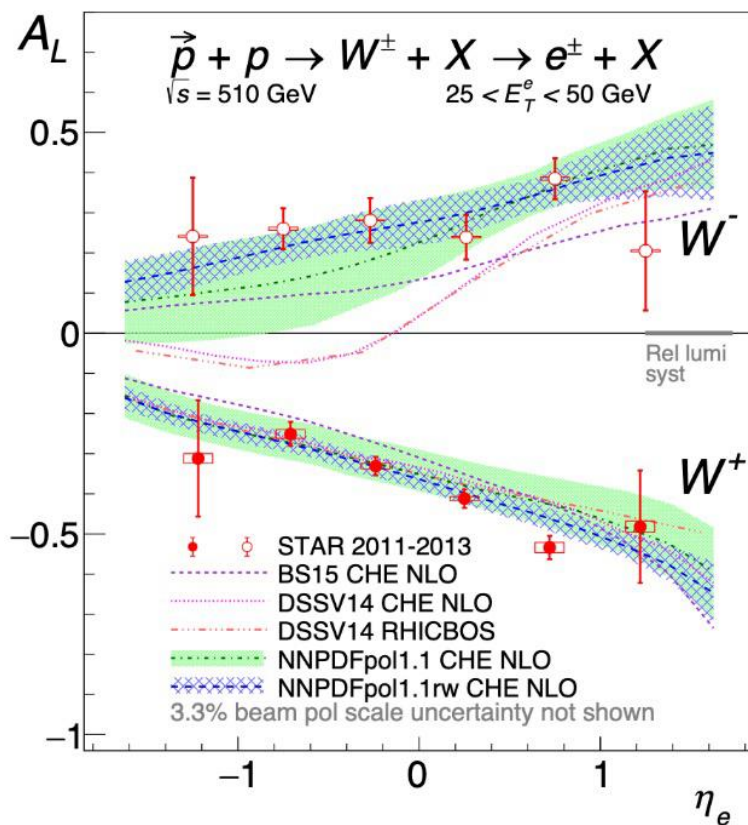 A_L
p⃗ + p → W± + X → e± + X
√s = 510 GeV
25 < E_T^e < 50 GeV
0.5
W-
0
Rel lumi
syst
W+
−0.5
STAR 2011-2013
BS15 CHE NLO
DSSV14 CHE NLO
DSSV14 RHICBOS
NNPDFpol1.1 CHE NLO
NNPDFpol1.1rw CHE NLO
3.3% beam pol scale uncertainty not shown
−1
−1 0 1
η_e